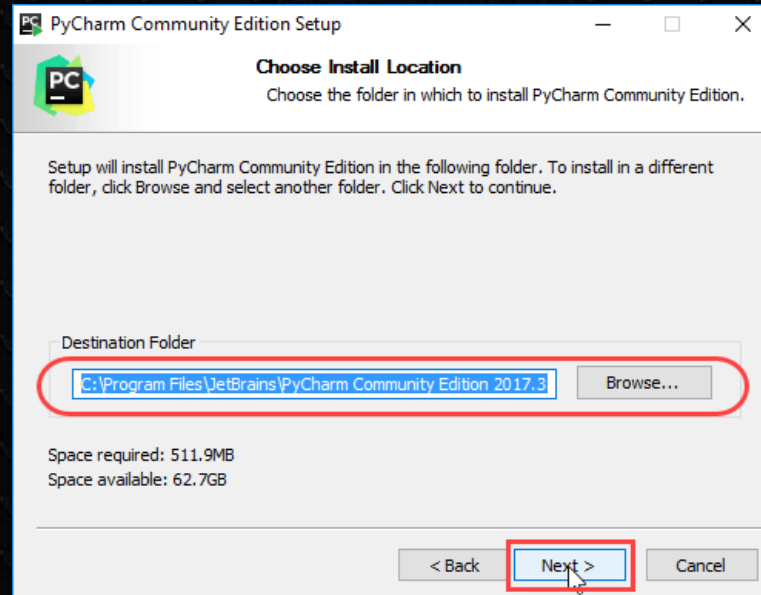 PyCharm Community Edition Setup
PC
Choose Install Location
Choose the folder in which to install PyCharm Community Edition.
Setup will install PyCharm Community Edition in the following folder. To install in a different
folder, click Browse and select another folder. Click Next to continue.
Destination Folder
C:\Program Files\JetBrains\PyCharm Community Edition 2017.3
Browse...
Space required: 511.9MB
Space available: 62.7GB
< Back
Next >
Cancel